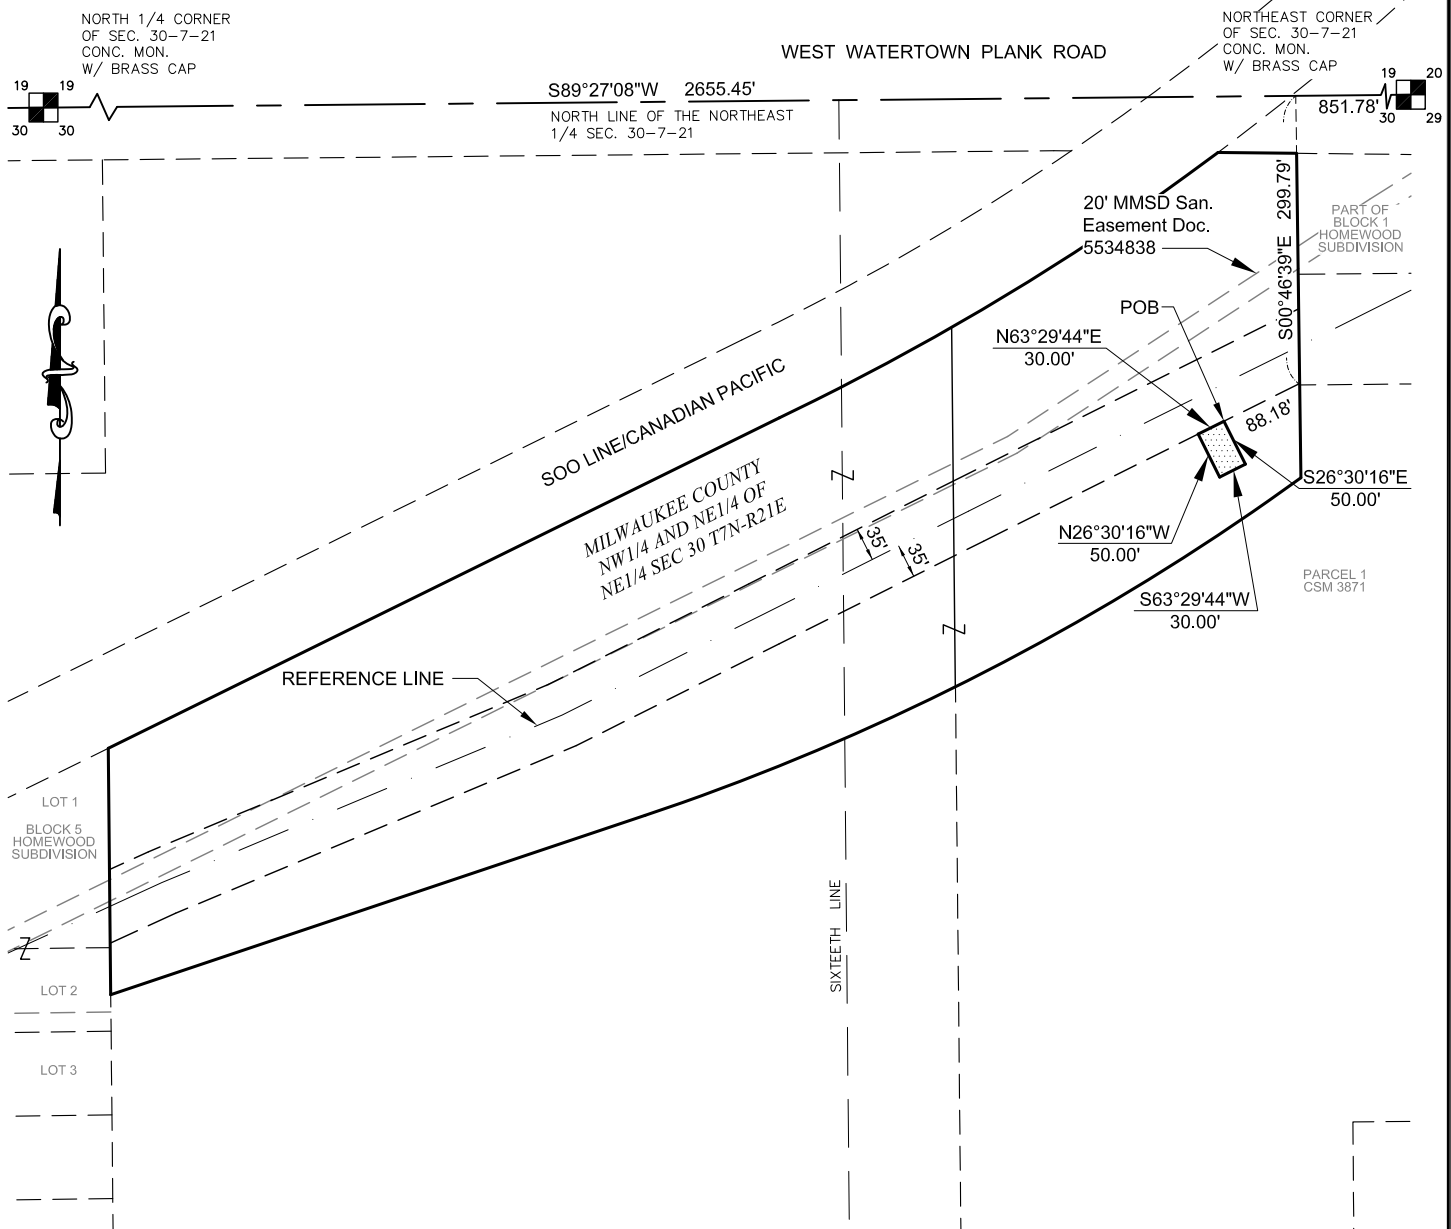 NORTH 1/4 CORNER
OF SEC. 30-7-21
CONC. MON.
W/ BRASS CAP
NORTHEAST CORNER
OF SEC. 30-7-21
CONC. MON.
W/ BRASS CAP
WEST WATERTOWN PLANK ROAD
19 19
30 30
S89°27'08"W 2655.45'
NORTH LINE OF THE NORTHEAST
1/4 SEC. 30-7-21
19 20
30 29
851.78'
S00°46'39"E 299.79'
20' MMSD San.
Easement Doc.
5534838
PART OF
BLOCK 1
HOMEWOOD
SUBDIVISION
POB
N63°29'44"E
30.00'
SOO LINE/CANADIAN PACIFIC
88.18'
MILWAUKEE COUNTY
NW1/4 AND NE1/4 OF
NE1/4 SEC 30 T7N-R21E
S26°30'16"E
50.00'
N26°30'16"W
50.00'
35'
35'
PARCEL 1
CSM 3871
S63°29'44"W
30.00'
REFERENCE LINE
LOT 1
BLOCK 5
HOMEWOOD
SUBDIVISION
SIXTEETH LINE
LOT 2
LOT 3